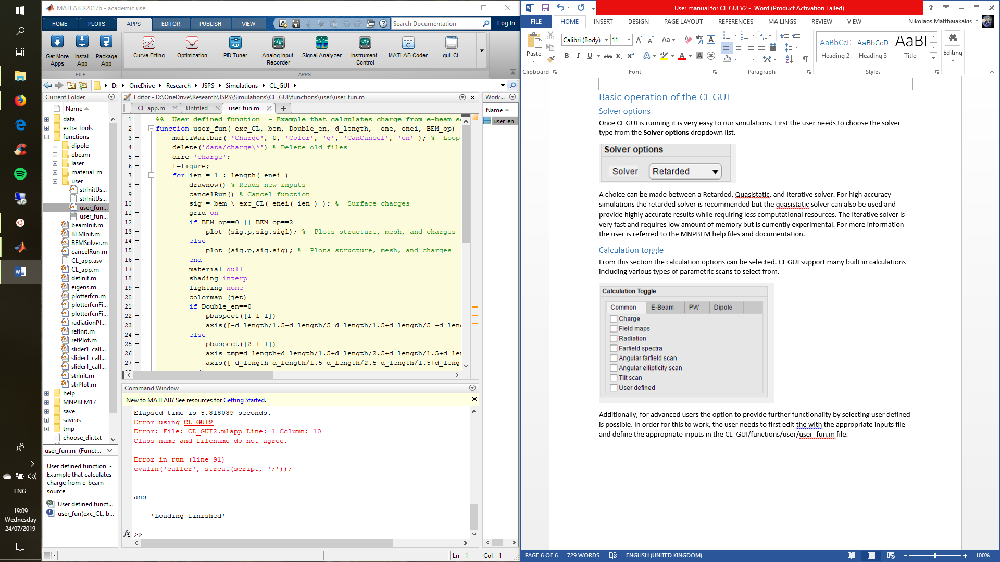 MATLAB R2017b - academic use
HOME PLOTS APPS EDITOR PUBLISH VIEW Search Documentation Log In
Get More Apps
Install App
Package App
Curve Fitting
Optimization
PID Tuner
Analog Input Recorder
Signal Analyzer
Instrument Control
MATLAB Coder
gui_CL
FILE APPS
D: OneDrive Research JSPS Simulations CL_GUI
Current Folder
Name
data
extra_tools
functions
dipole
ebeam
laser
material_m
user
strInitUs...
strInitUs...
user_fun...
user_fun...
beamInit.m
BEMInit.m
BEMSolver.m
cancelRun.m
CL_app.asv
CL_app.m
detInit.m
eigens.m
plotterfcn.m
plotterfcnFi...
plotterfcnFi...
radiationPl...
refInit.m
refPlot.m
slider1_call...
slider1_call...
slider1_call...
strInit.m
strPlot.m
help
MNPBEM17
save
saveas
tmp
choose_dir.txt
user_fun.m (Funct...
User defined function -
Example that calculates
charge from e-beam
source
User defined funct...
user_fun(exc_CL, b...
Editor - D:\OneDrive\Research\JSPS\Simulations\CL_GUI\functions\user\user_fun.m
CL_app.m Untitled user_fun.m
1 %% User defined function - Example that calculates charge from e-beam so
2 function user_fun( exc_CL, bem, Double_en, d_length, ene, enei, BEM_op)
3 multiWaitbar( 'Charge', 0, 'Color', 'g', 'CanCancel', 'on' ); % Loop
4 delete('data/charge\*') % Delete old files
5 dire='charge';
6 f=figure;
7 for ien = 1 : length( enei )
8 drawnow() % Reads new inputs
9 cancelRun() % Cancel function
10 sig = bem \ exc_CL( enei( ien ) ); % Surface charges
11 grid on
12 if BEM_op==0 || BEM_op==2
13 plot (sig.p,sig.sig1); % Plots structure, mesh, and charges
14 else
15 plot (sig.p,sig.sig); % Plots structure, mesh, and charges
16 end
17 material dull
18 shading interp
19 lighting none
20 colormap (jet)
21 if Double_en==0
22 pbaspect([1 1 1])
23 axis([-d_length/1.5-d_length/5 d_length/1.5+d_length/5 -d_leng
24 else
25 pbaspect([2 1 1])
26 axis_tmp=d_length+d_length/1.5+d_length/2.5+d_length/1.5+d_len
27 axis([-d_length-d_length/1.5-d_length/2.5 d_length/1.5+d_lengt
Work...
Name
user_en
Command Window
New to MATLAB? See resources for Getting Started.
Elapsed time is 5.818089 seconds.
Error using CL_GUI2
Error: File: CL_GUI2.mlapp Line: 1 Column: 10
Class name and filename do not agree.
Error in run (line 91)
evalin('caller', strcat(script, ';'));
ans =
'Loading finished'
fx >>
Ln 1 Col 1
ENG
19:09
Wednesday
24/07/2019
User manual for CL GUI V2 - Word (Product Activation Failed)
FILE HOME INSERT DESIGN PAGE LAYOUT REFERENCES MAILINGS REVIEW VIEW Nikolaos Matthaiakakis
Paste
Calibri (Body) 11
AaBbCcD Heading 2
AaBbCcD Heading 3
AaBl Title
Editing
Clipboard Font Paragraph Styles
Basic operation of the CL GUI
Solver options
Once CL GUI is running it is very easy to run simulations. First the user needs to choose the solver
type from the Solver options dropdown list.
Solver options
Solver Retarded
A choice can be made between a Retarded, Quasistatic, and Iterative solver. For high accuracy
simulations the retarded solver is recommended but the quasistatic solver can also be used and
provide highly accurate results while requiring less computational resources. The Iterative solver is
very fast and requires low amount of memory but is currently experimental. For more information
the user is referred to the MNPBEM help files and documentation.
Calculation toggle
From this section the calculation options can be selected. CL GUI support many built in calculations
including various types of parametric scans to select from.
Calculation Toggle
Common E-Beam PW Dipole
Charge
Field maps
Radiation
Farfield spectra
Angular farfield scan
Angular ellipticity scan
Tilt scan
User defined
Additionally, for advanced users the option to provide further functionality by selecting user defined
is possible. In order for this to work, the user needs to first edit the with the appropriate inputs file
and define the appropriate inputs in the CL_GUI/functions/user/user_fun.m file.
PAGE 6 OF 6 729 WORDS ENGLISH (UNITED KINGDOM) 100%